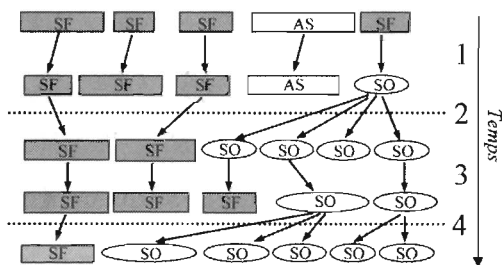 SF SF SF AS SF
1
SF SF SF AS SO
2
SF SF SO SO SO SO
3
SF SF SF SO SO
4
SF SO SO SO SO SO
Temps